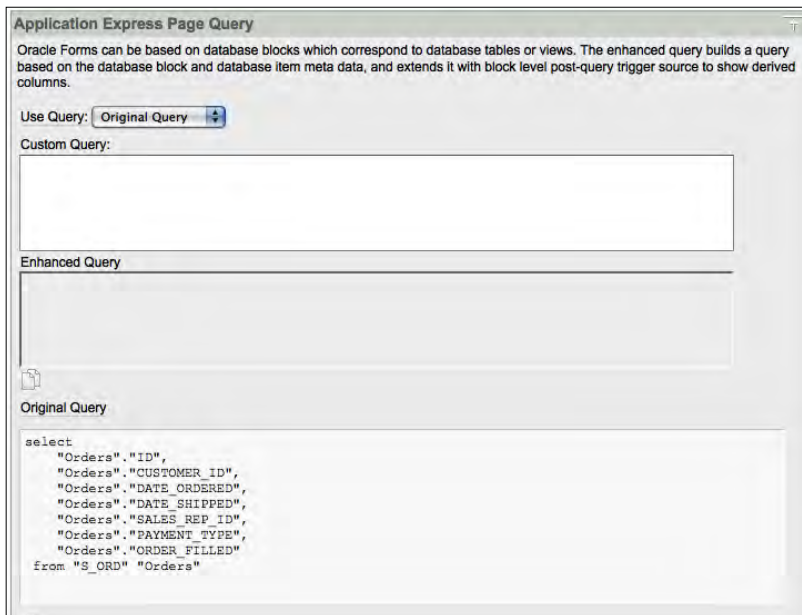 Application Express Page Query
Oracle Forms can be based on database blocks which correspond to database tables or views. The enhanced query builds a query
based on the database block and database item meta data, and extends it with block level post-query trigger source to show derived
columns.
Use Query: Original Query
Custom Query:
Enhanced Query
Original Query
select
"Orders"."ID",
"Orders"."CUSTOMER_ID",
"Orders"."DATE_ORDERED",
"Orders"."DATE_SHIPPED",
"Orders"."SALES_REP_ID",
"Orders"."PAYMENT_TYPE",
"Orders"."ORDER_FILLED"
from "S_ORD" "Orders"